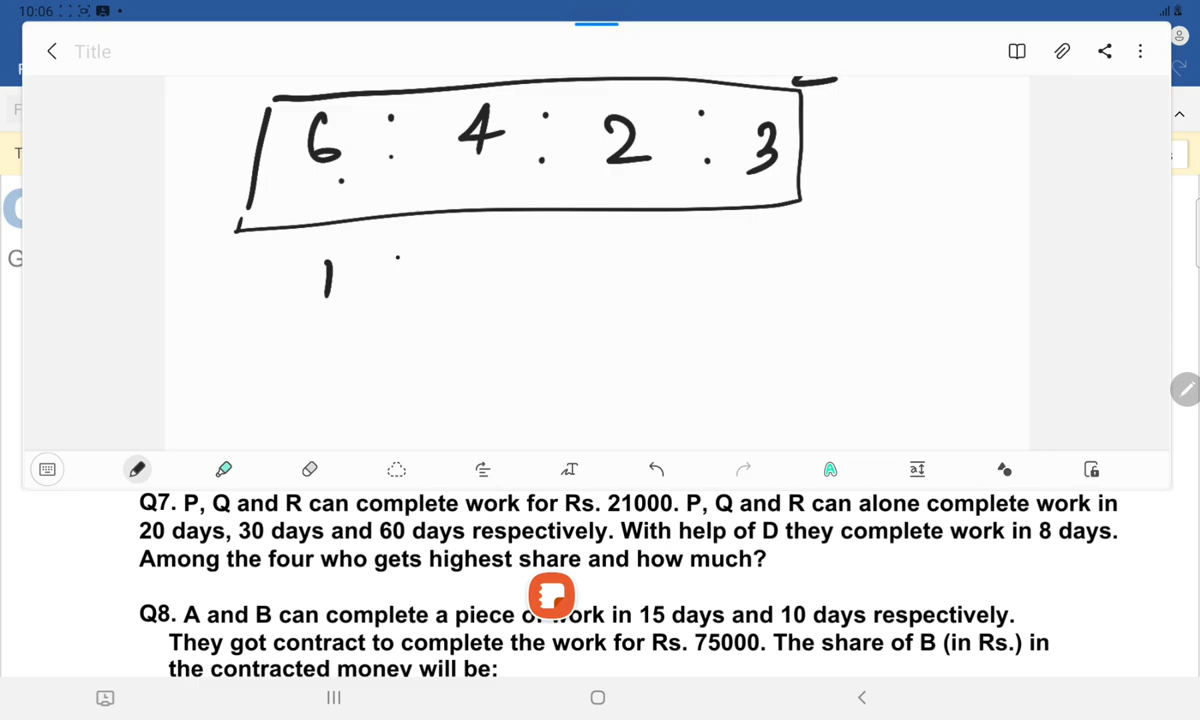 10:06
Title
6 : 4 : 2 : 3
1
Q7. P, Q and R can complete work for Rs. 21000. P, Q and R can alone complete work in
20 days, 30 days and 60 days respectively. With help of D they complete work in 8 days.
Among the four who gets highest share and how much?
Q8. A and B can complete a piece of work in 15 days and 10 days respectively.
They got contract to complete the work for Rs. 75000. The share of B (in Rs.) in
the contracted money will be: